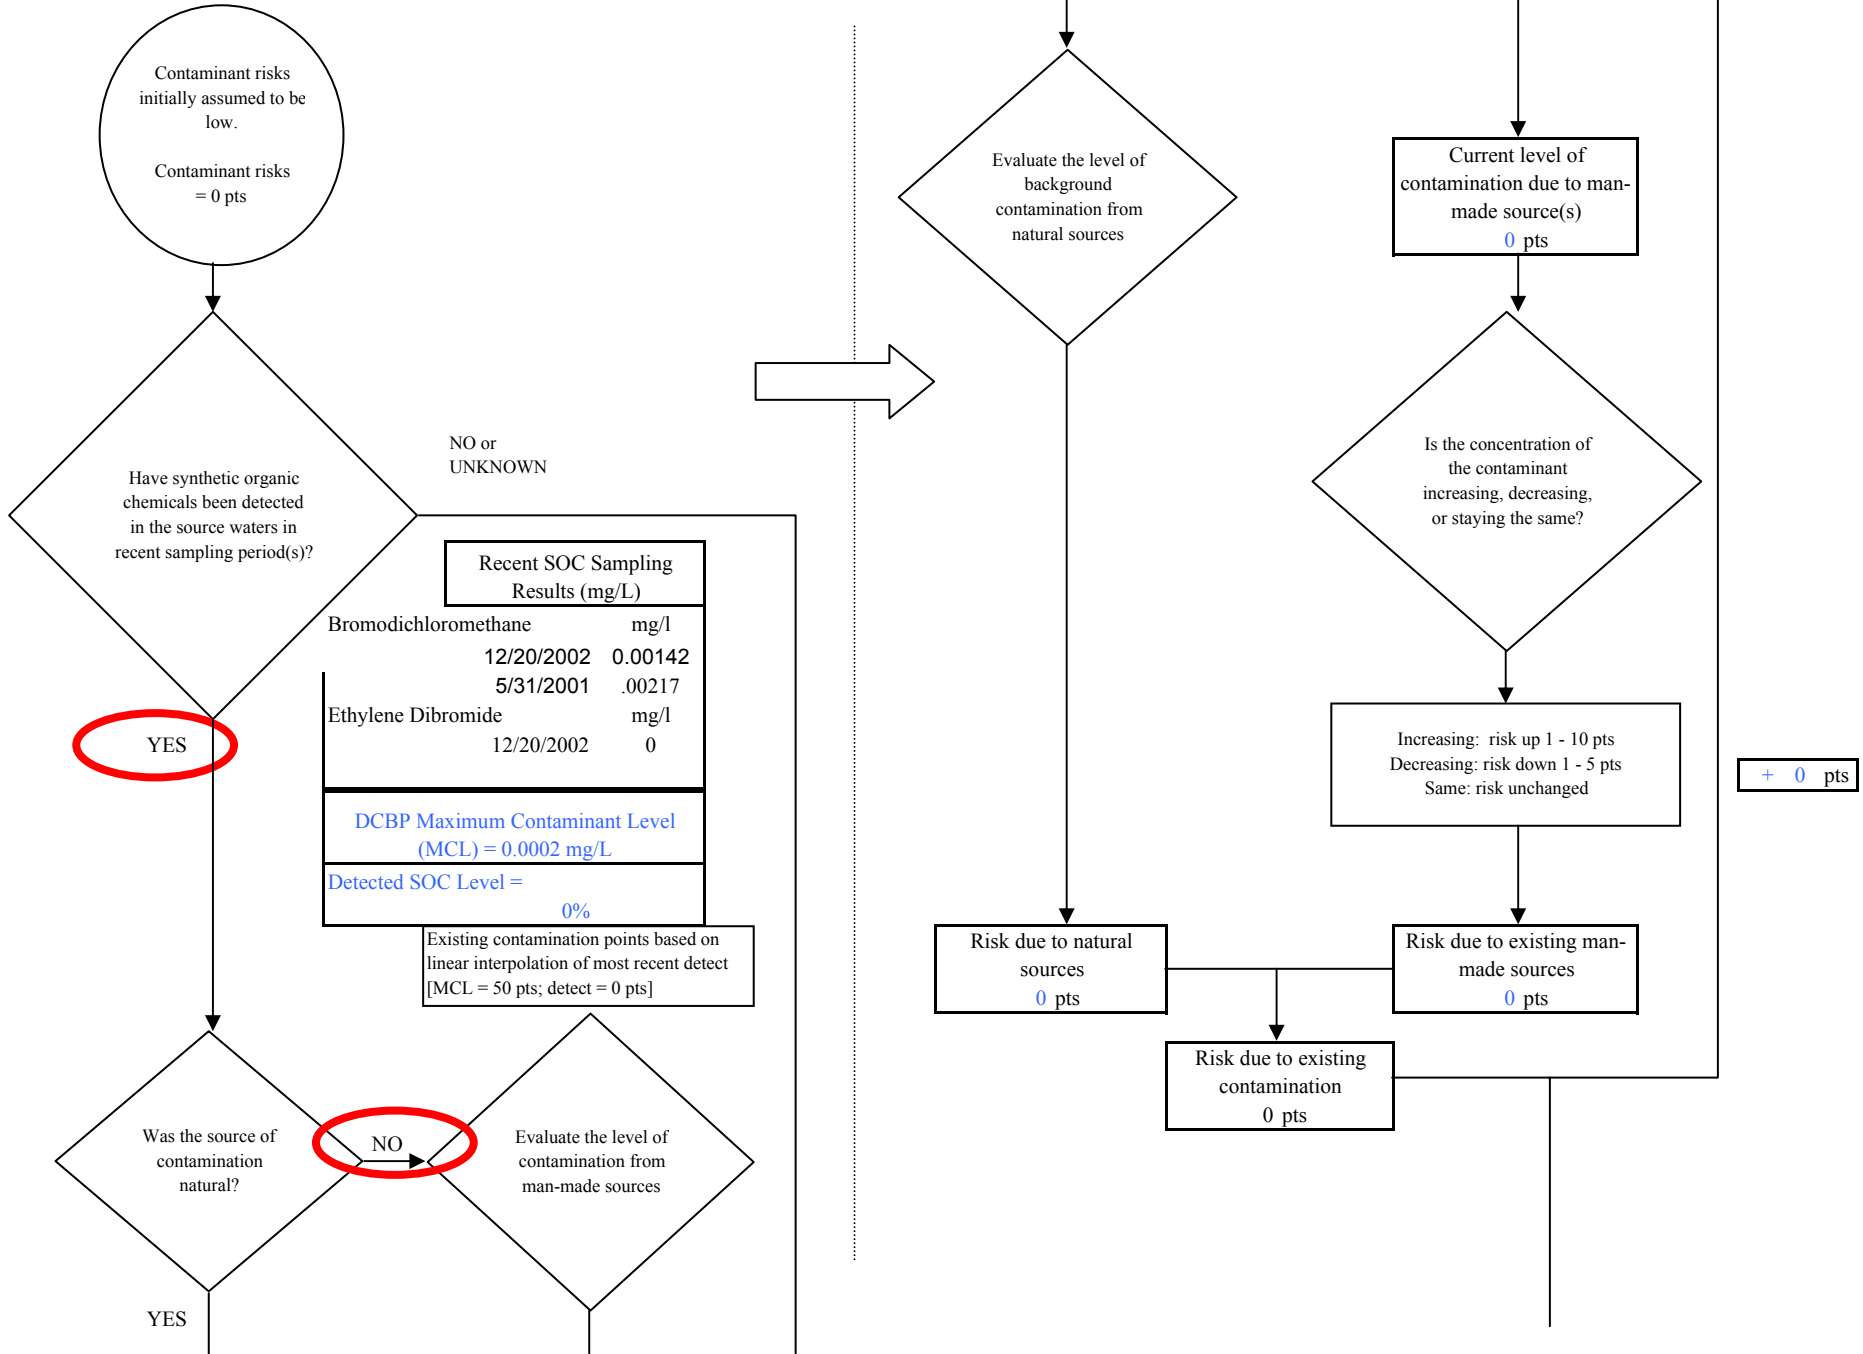 Contaminant risks
initially assumed to be
low.
Contaminant risks
= 0 pts
Have synthetic organic
chemicals been detected
in the source waters in
recent sampling period(s)?
NO or
UNKNOWN
YES
Recent SOC Sampling
Results (mg/L)
Bromodichloromethane mg/l
12/20/2002 0.00142
5/31/2001 .00217
Ethylene Dibromide mg/l
12/20/2002 0
DCBP Maximum Contaminant Level
(MCL) = 0.0002 mg/L
Detected SOC Level =
0%
Existing contamination points based on
linear interpolation of most recent detect
[MCL = 50 pts; detect = 0 pts]
Was the source of
contamination
natural?
NO
Evaluate the level of
contamination from
man-made sources
YES
Evaluate the level of
background
contamination from
natural sources
Current level of
contamination due to man-
made source(s)
0 pts
Is the concentration of
the contaminant
increasing, decreasing,
or staying the same?
Increasing: risk up 1 - 10 pts
Decreasing: risk down 1 - 5 pts
Same: risk unchanged
+ 0 pts
Risk due to natural
sources
0 pts
Risk due to existing man-
made sources
0 pts
Risk due to existing
contamination
0 pts